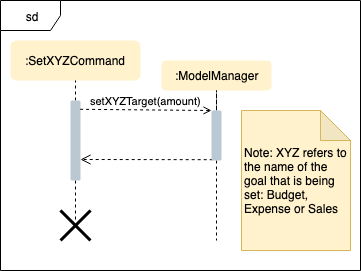 sd
:SetXYZCommand
:ModelManager
setXYZTarget(amount)
Note: XYZ refers to
the name of the
goal that is being
set: Budget,
Expense or Sales